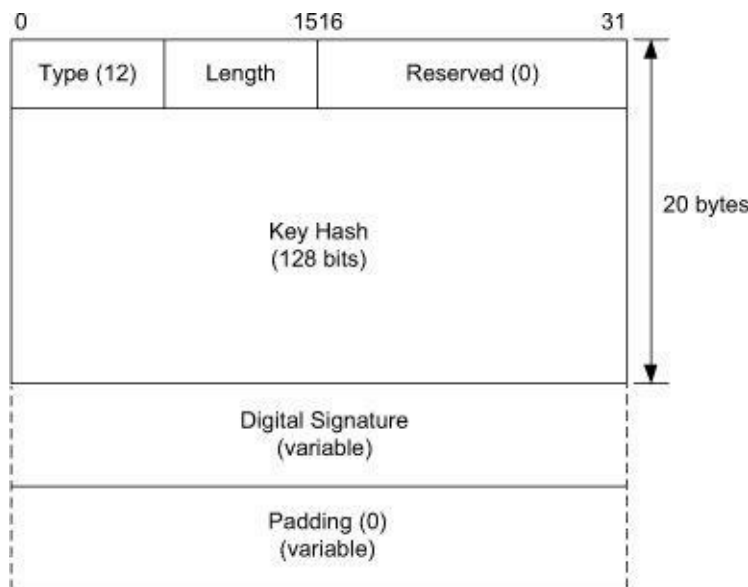 0 1516 31
Type (12) Length Reserved (0)
20 bytes
Key Hash
(128 bits)
Digital Signature
(variable)
Padding (0)
(variable)